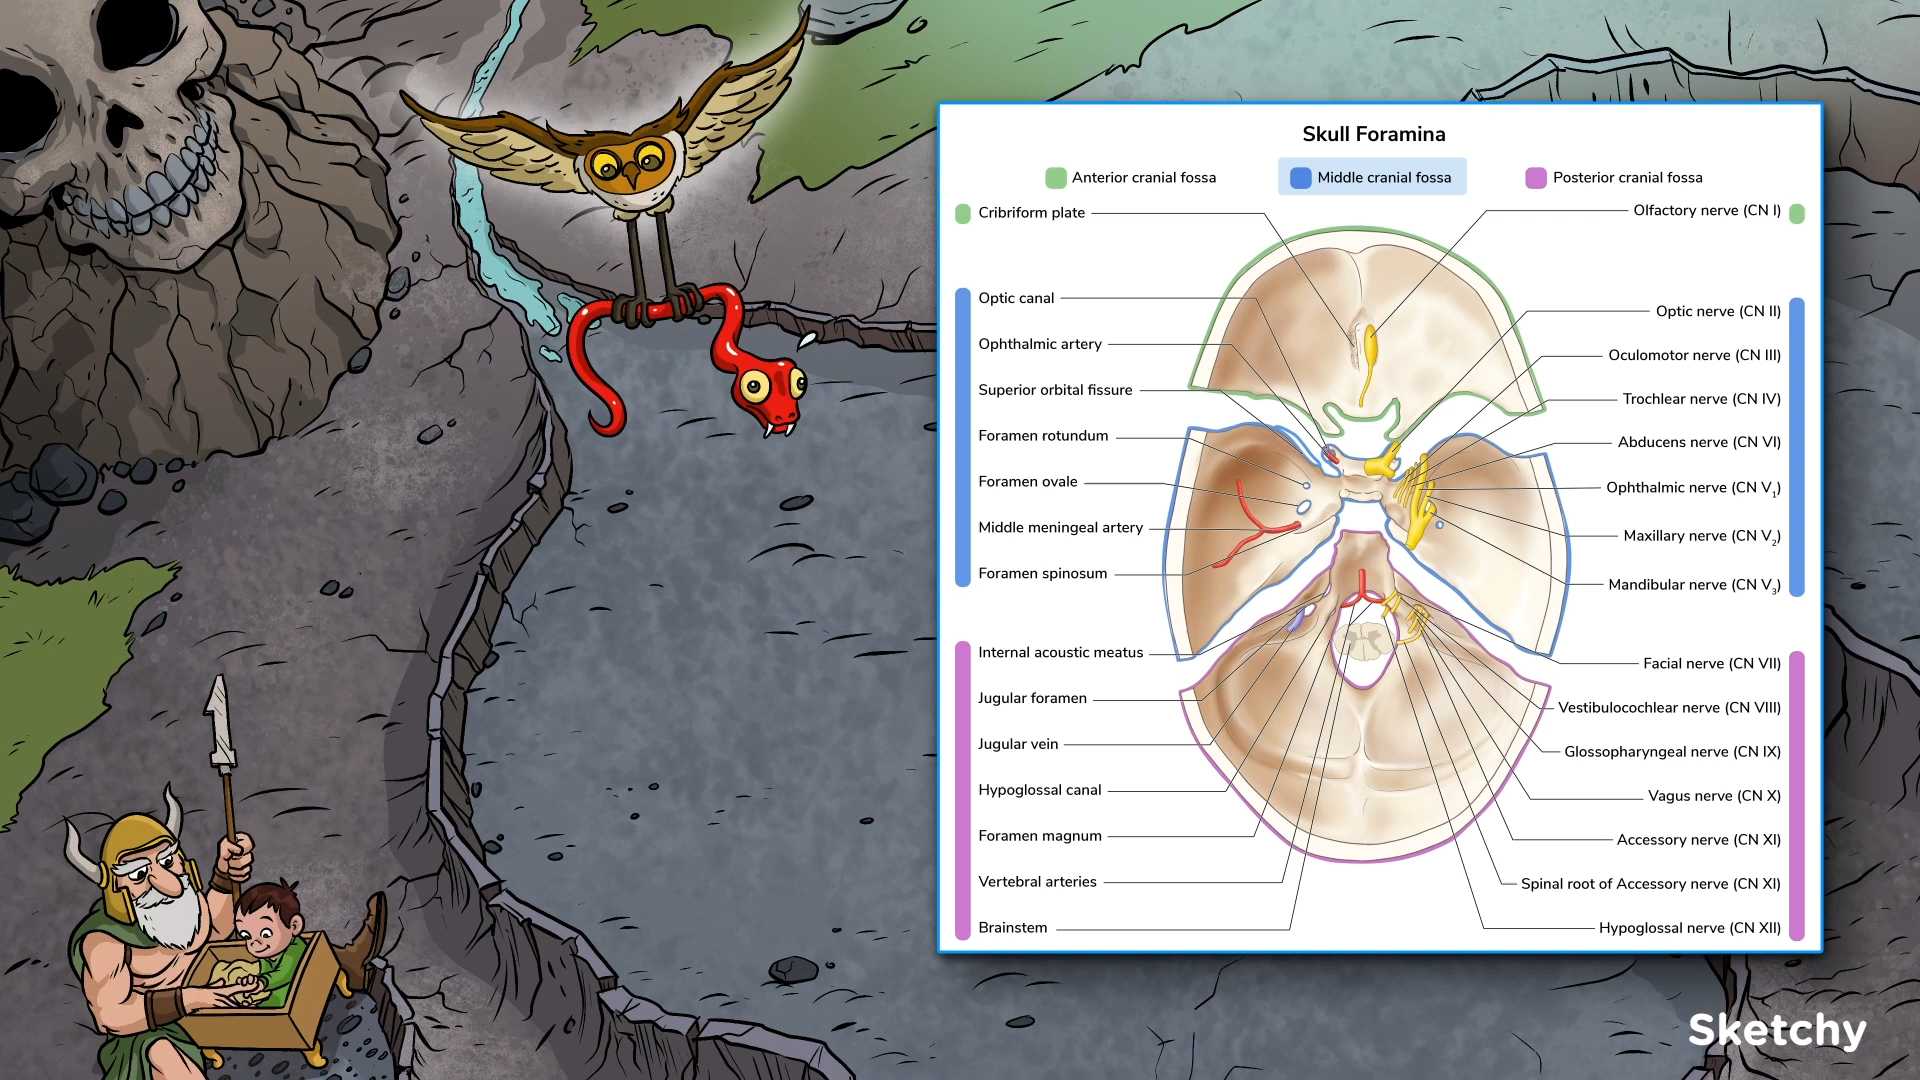 Skull Foramina
Anterior cranial fossa
Middle cranial fossa
Posterior cranial fossa
Cribriform plate
Optic canal
Ophthalmic artery
Superior orbital fissure
Foramen rotundum
Foramen ovale
Middle meningeal artery
Foramen spinosum
Internal acoustic meatus
Jugular foramen
Jugular vein
Hypoglossal canal
Foramen magnum
Vertebral arteries
Brainstem
Olfactory nerve (CN I)
Optic nerve (CN II)
Oculomotor nerve (CN III)
Trochlear nerve (CN IV)
Abducens nerve (CN VI)
Ophthalmic nerve (CN V₁)
Maxillary nerve (CN V₂)
Mandibular nerve (CN V₃)
Facial nerve (CN VII)
Vestibulocochlear nerve (CN VIII)
Glossopharyngeal nerve (CN IX)
Vagus nerve (CN X)
Accessory nerve (CN XI)
Spinal root of Accessory nerve (CN XI)
Hypoglossal nerve (CN XII)
Sketchy